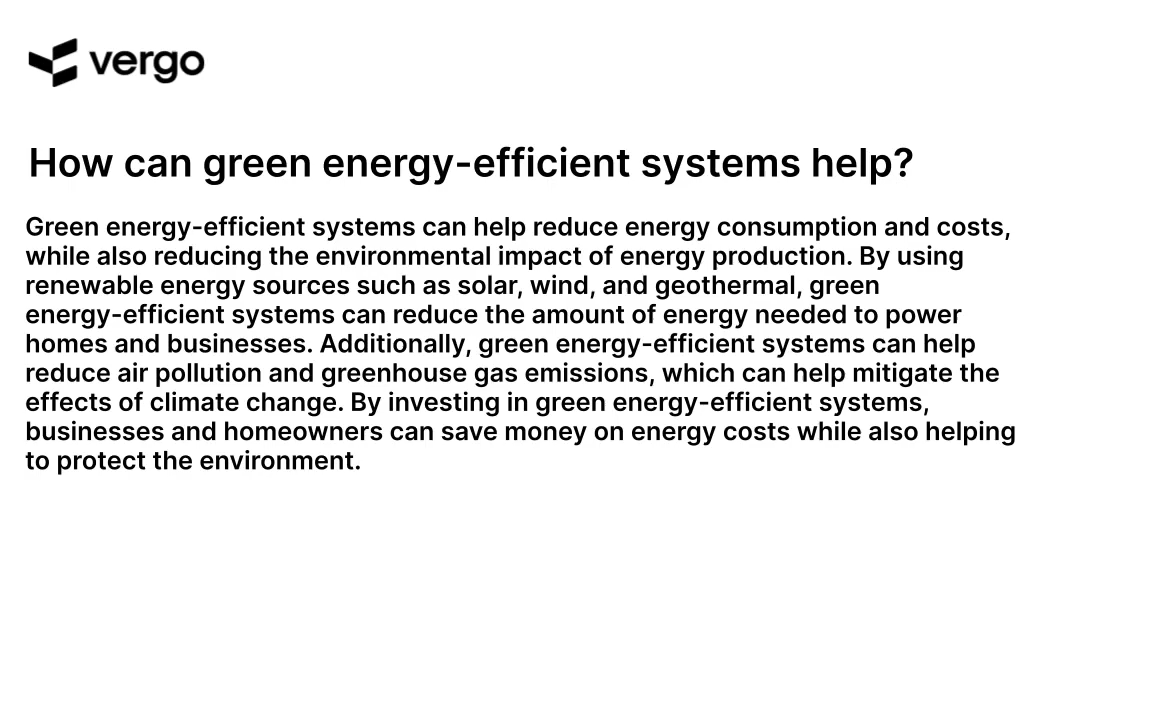 vergo
How can green energy-efficient systems help?
Green energy-efficient systems can help reduce energy consumption and costs,
while also reducing the environmental impact of energy production. By using
renewable energy sources such as solar, wind, and geothermal, green
energy-efficient systems can reduce the amount of energy needed to power
homes and businesses. Additionally, green energy-efficient systems can help
reduce air pollution and greenhouse gas emissions, which can help mitigate the
effects of climate change. By investing in green energy-efficient systems,
businesses and homeowners can save money on energy costs while also helping
to protect the environment.